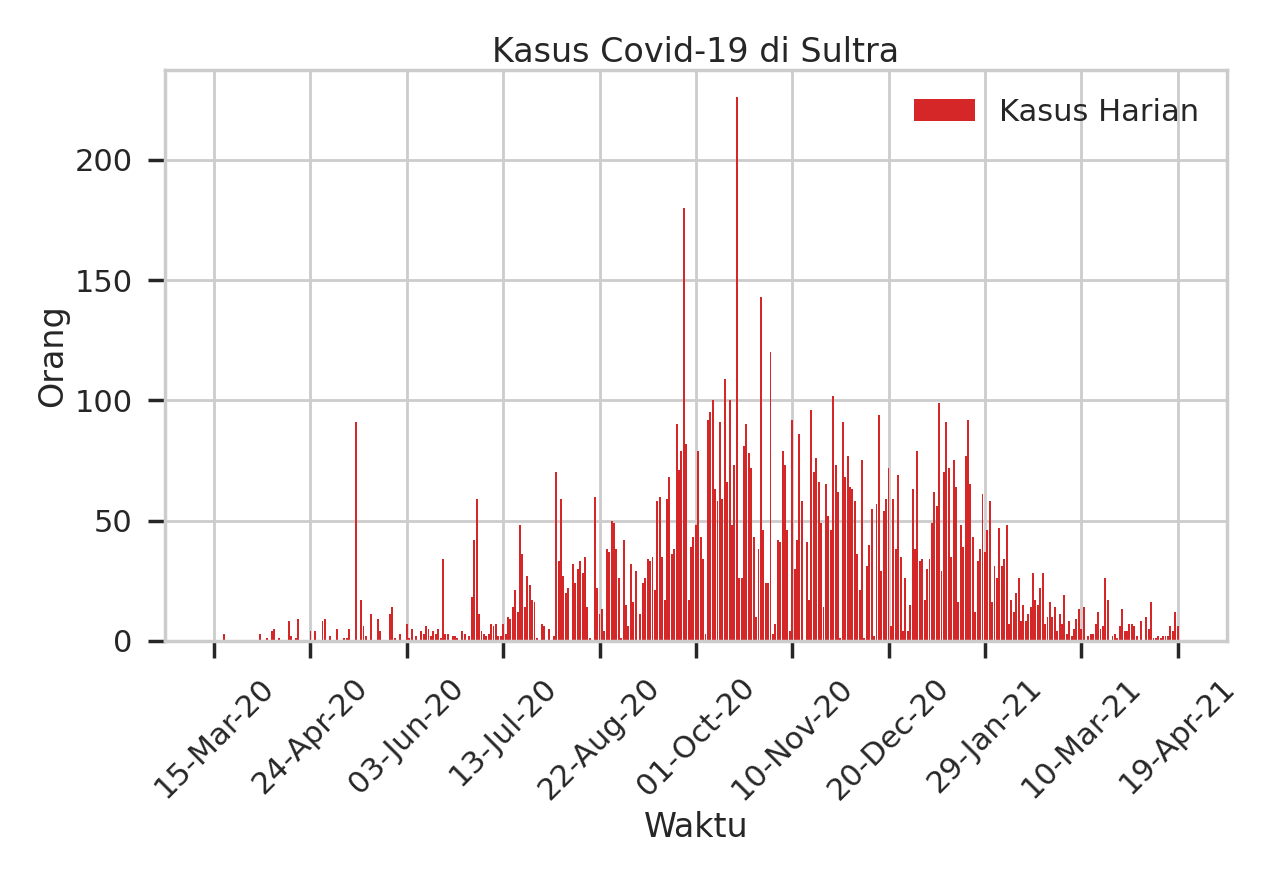 Kasus Covid-19 di Sultra
Kasus Harian
Orang
200
150
100
50
0
15-Mar-20
24-Apr-20
03-Jun-20
13-Jul-20
22-Aug-20
01-Oct-20
10-Nov-20
20-Dec-20
29-Jan-21
10-Mar-21
19-Apr-21
Waktu